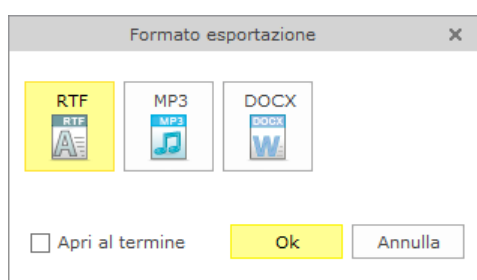 Formato esportazione
RTF MP3 DOCX
RTF MP3 DOCX
A W
Apri al termine Ok Annulla